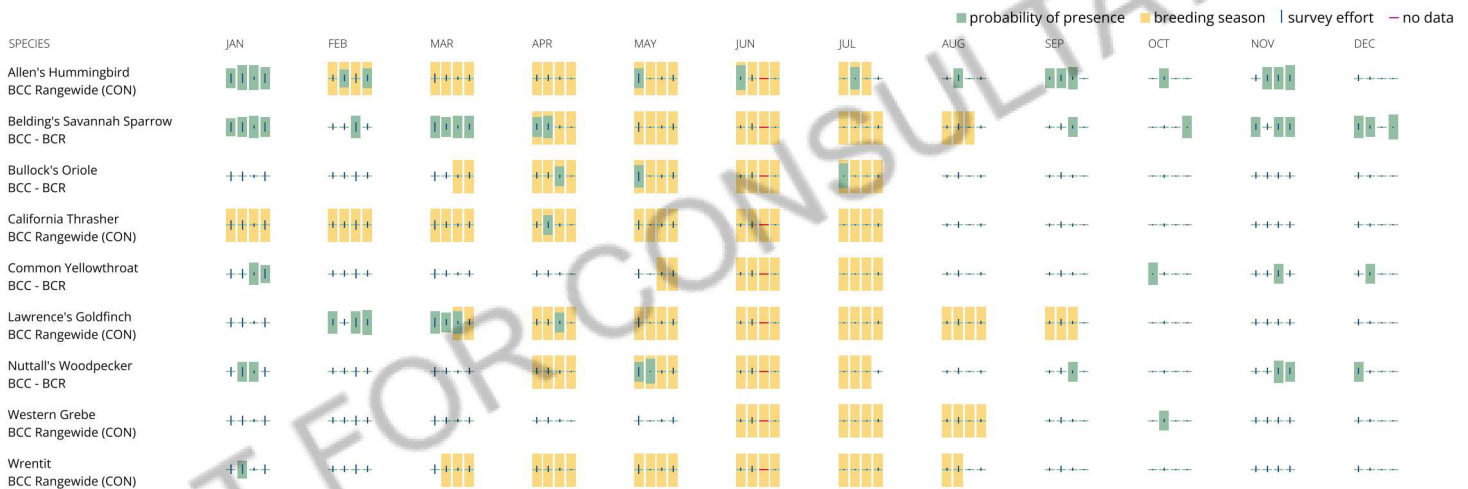 probability of presence breeding season survey effort no data
SPECIES JAN FEB MAR APR MAY JUN JUL AUG SEP OCT NOV DEC
Allen's Hummingbird
BCC Rangewide (CON)
Belding's Savannah Sparrow
BCC - BCR
Bullock's Oriole
BCC - BCR
California Thrasher
BCC Rangewide (CON)
Common Yellowthroat
BCC - BCR
Lawrence's Goldfinch
BCC Rangewide (CON)
Nuttall's Woodpecker
BCC - BCR
Western Grebe
BCC Rangewide (CON)
Wrentit
BCC Rangewide (CON)
T FOR CONSULTA